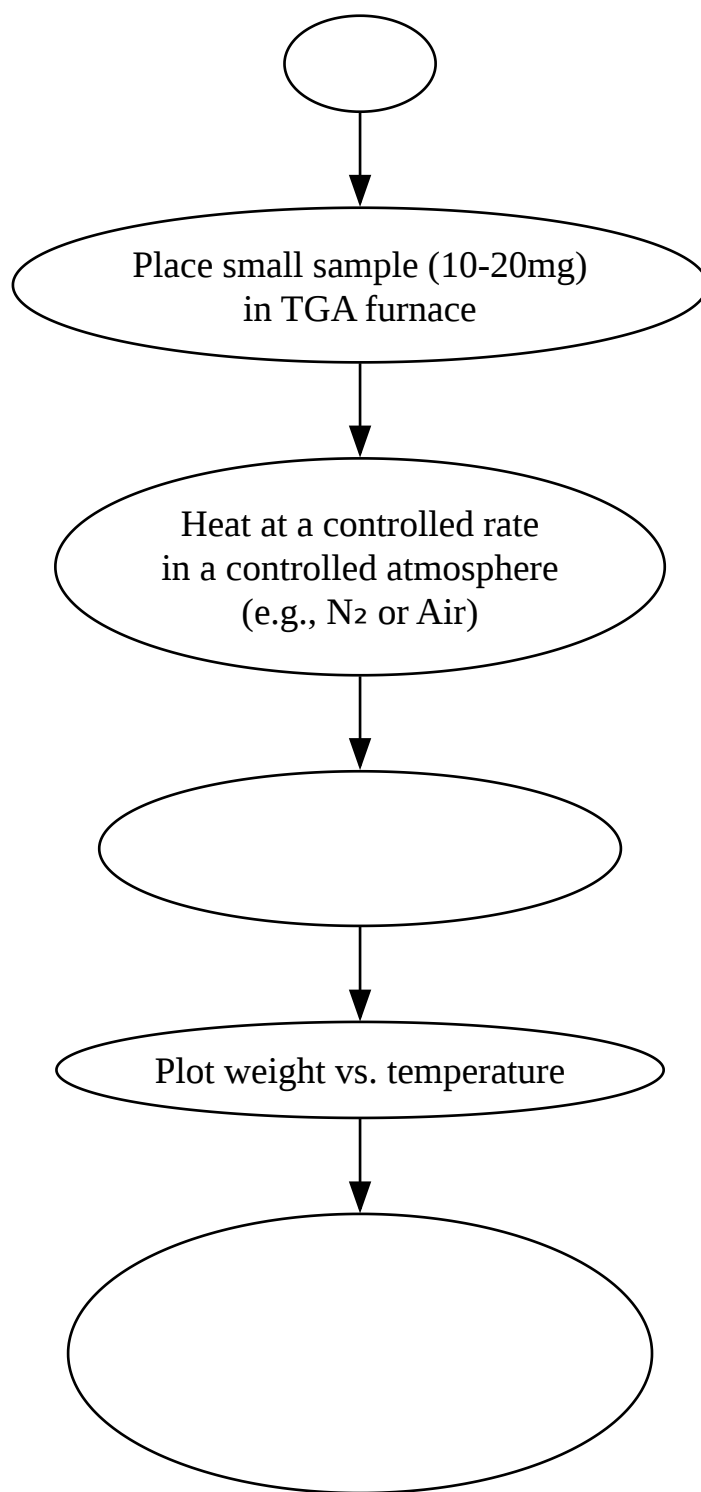 Place small sample (10-20mg)
in TGA furnace
Heat at a controlled rate
in a controlled atmosphere
(e.g., N₂ or Air)
Plot weight vs. temperature